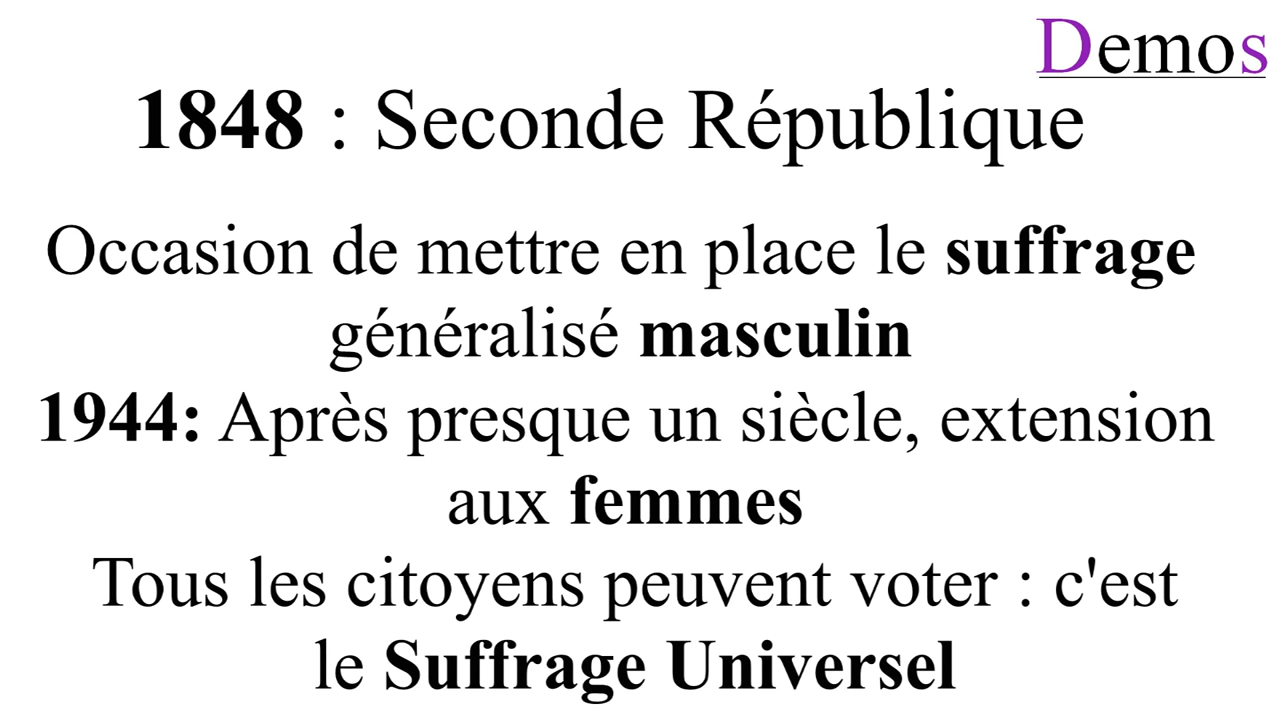 Demos
1848 : Seconde République
Occasion de mettre en place le suffrage
généralisé masculin
1944: Après presque un siècle, extension
aux femmes
Tous les citoyens peuvent voter : c'est
le Suffrage Universel